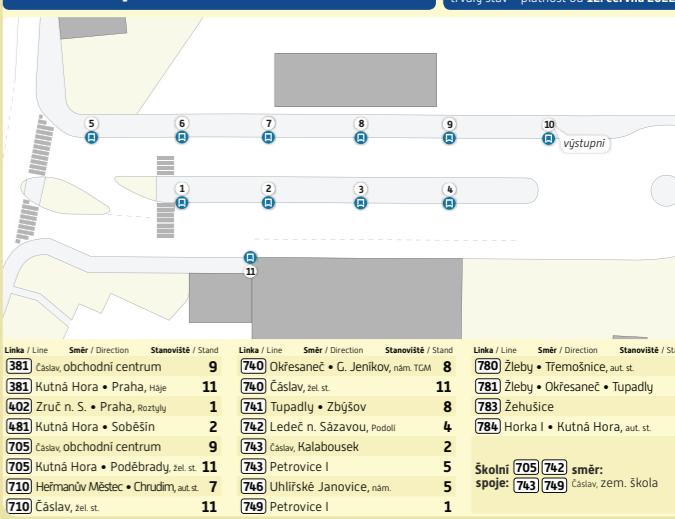 trvalý stav – platnost od 12. června 2022
5 6 7 8 9 10
výstupní
1 2 3 4
11
Linka / Line Směr / Direction Stanoviště / Stand
381 Čáslav, obchodní centrum 9
381 Kutná Hora • Praha, Háje 11
402 Zruč n. S. • Praha, Roztyly 1
481 Kutná Hora • Soběšín 2
705 Čáslav, obchodní centrum 9
705 Kutná Hora • Poděbrady, žel. st. 11
710 Heřmanův Městec • Chrudim, aut. st. 7
710 Čáslav, žel. st. 11
Linka / Line Směr / Direction Stanoviště / Stand
740 Okřesaneč • G. Jeníkov, nám. TGM 8
740 Čáslav, žel. st. 11
741 Tupadly • Zbýšov 8
742 Ledeč n. Sázavou, Podolí 4
743 Čáslav, Kalabousek 2
743 Petrovice I 5
746 Uhlířské Janovice, nám. 5
749 Petrovice I 1
Linka / Line Směr / Direction Stanoviště / Sta
780 Žleby • Třemošnice, aut. st.
781 Žleby • Okřesaneč • Tupadly
783 Žehušice
784 Horka I • Kutná Hora, aut. st.
Školní 705 742 směr:
spoje: 743 749 Čáslav, zem. škola